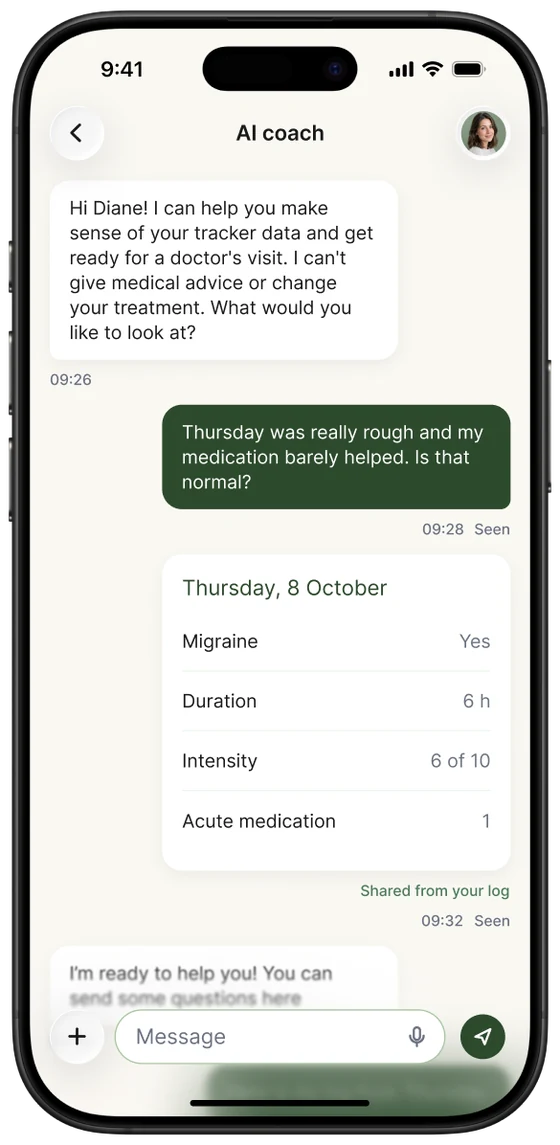 9:41
AI coach
Hi Diane! I can help you make
sense of your tracker data and get
ready for a doctor's visit. I can't
give medical advice or change
your treatment. What would you
like to look at?
09:26
Thursday was really rough and my
medication barely helped. Is that
normal?
09:28 Seen
Thursday, 8 October
Migraine Yes
Duration 6 h
Intensity 6 of 10
Acute medication 1
Shared from your log
09:32 Seen
I'm ready to help you! You can
send some questions here
Message